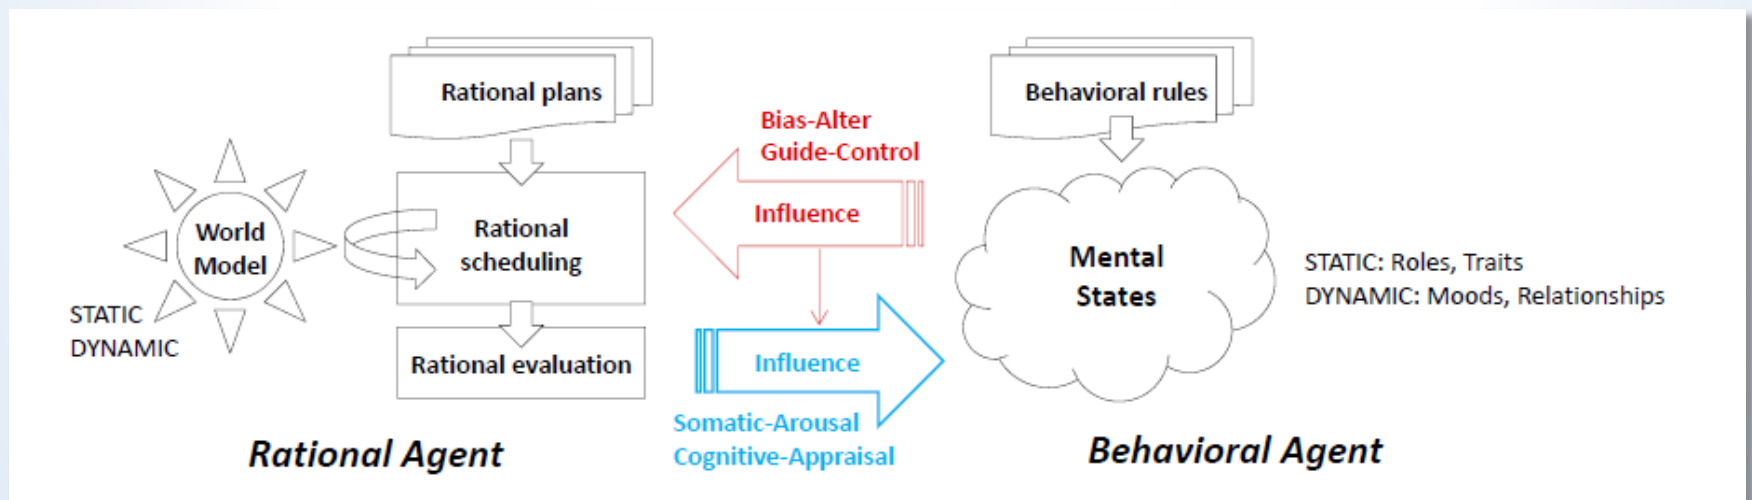 Rational plans
World
Model
STATIC
DYNAMIC
Rational
scheduling
Rational evaluation
Rational Agent
Bias-Alter
Guide-Control
Influence
Influence
Somatic-Arousal
Cognitive-Appraisal
Behavioral rules
Mental
States
STATIC: Roles, Traits
DYNAMIC: Moods, Relationships
Behavioral Agent